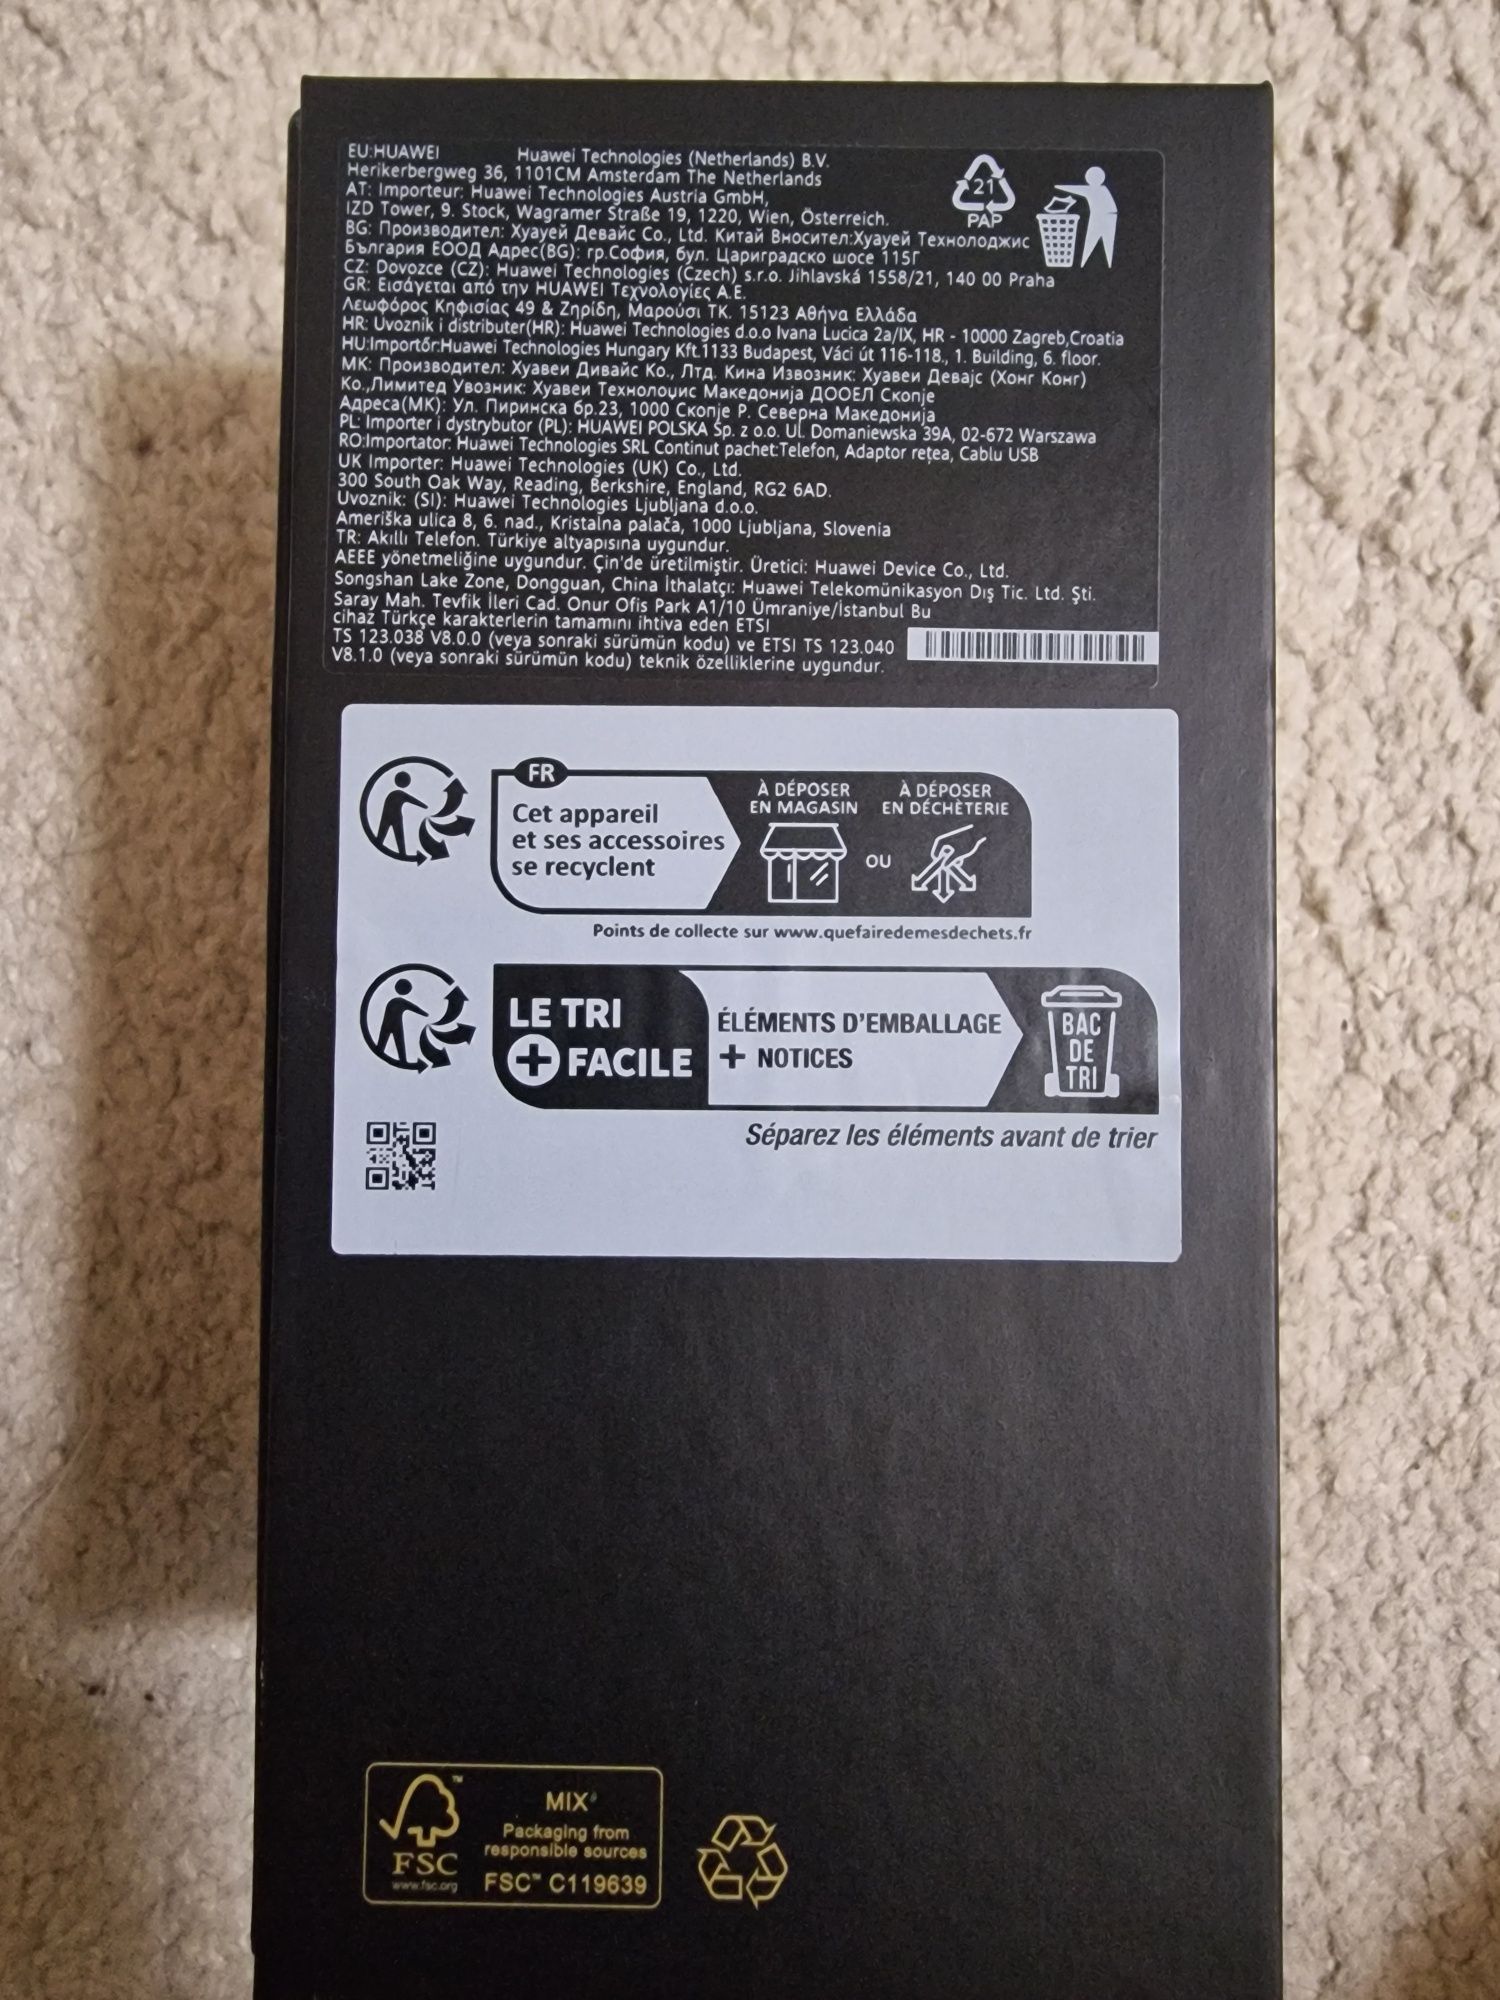 EU:HUAWEI Huawei Technologies (Netherlands) B.V.
Herikerbergweg 36, 1101CM Amsterdam The Netherlands
AT: Importeur: Huawei Technologies Austria GmbH,
IZD Tower, 9. Stock, Wagramer Straße 19, 1220, Wien, Österreich.
BG: Производител: Хуауей Девайс Co., Ltd. Китай Вносител:Хуауей Технолоджис
България ЕООД Адрес(BG): гр.София, бул. Цариградско шосе 115Г
CZ: Dovozce (CZ): Huawei Technologies (Czech) s.r.o. Jihlavská 1558/21, 140 00 Praha
GR: Εισάγεται από την HUAWEI Τεχνολογίες Α.Ε.
Λεωφόρος Κηφισίας 49 & Ζηρίδη, Μαρούσι ΤΚ. 15123 Αθήνα Ελλάδα
HR: Uvoznik i distributer(HR): Huawei Technologies d.o.o Ivana Lucica 2a/IX, HR - 10000 Zagreb,Croatia
HU:Importőr:Huawei Technologies Hungary Kft.1133 Budapest, Váci út 116-118., 1. Building, 6. floor.
MK: Производител: Хуавеи Дивајс Ко., Лтд. Кина Извозник: Хуавеи Девајс (Хонг Конг)
Ко.,Лимитед Увозник: Хуавеи Технолоџис Македонија ДООЕЛ Скопје
Адреса(МК): Ул. Пиринска бр.23, 1000 Скопје Р. Северна Македонија
PL: Importer i dystrybutor (PL): HUAWEI POLSKA Sp. z o.o. Ul. Domaniewska 39A, 02-672 Warszawa
RO:Importator: Huawei Technologies SRL Continut pachet:Telefon, Adaptor rețea, Cablu USB
UK Importer: Huawei Technologies (UK) Co., Ltd.
300 South Oak Way, Reading, Berkshire, England, RG2 6AD.
Uvoznik: (SI): Huawei Technologies Ljubljana d.o.o.
Ameriška ulica 8, 6. nad., Kristalna palača, 1000 Ljubljana, Slovenia
TR: Akıllı Telefon. Türkiye altyapısına uygundur.
AEEE yönetmeliğine uygundur. Çin'de üretilmiştir. Üretici: Huawei Device Co., Ltd.
Songshan Lake Zone, Dongguan, China İthalatçı: Huawei Telekomünikasyon Dış Tic. Ltd. Şti.
Saray Mah. Tevfik İleri Cad. Onur Ofis Park A1/10 Ümraniye/İstanbul Bu
cihaz Türkçe karakterlerin tamamını ihtiva eden ETSI
TS 123.038 V8.0.0 (veya sonraki sürümün kodu) ve ETSI TS 123.040
V8.1.0 (veya sonraki sürümün kodu) teknik özelliklerine uygundur.
21
PAP
FR
Cet appareil
et ses accessoires
se recyclent
À DÉPOSER
EN MAGASIN
OU
À DÉPOSER
EN DÉCHÈTERIE
Points de collecte sur www.quefairedemesdechets.fr
LE TRI
+ FACILE
ÉLÉMENTS D'EMBALLAGE
+ NOTICES
BAC
DE
TRI
Séparez les éléments avant de trier
FSC™
www.fsc.org
MIX
Packaging from
responsible sources
FSC™ C119639